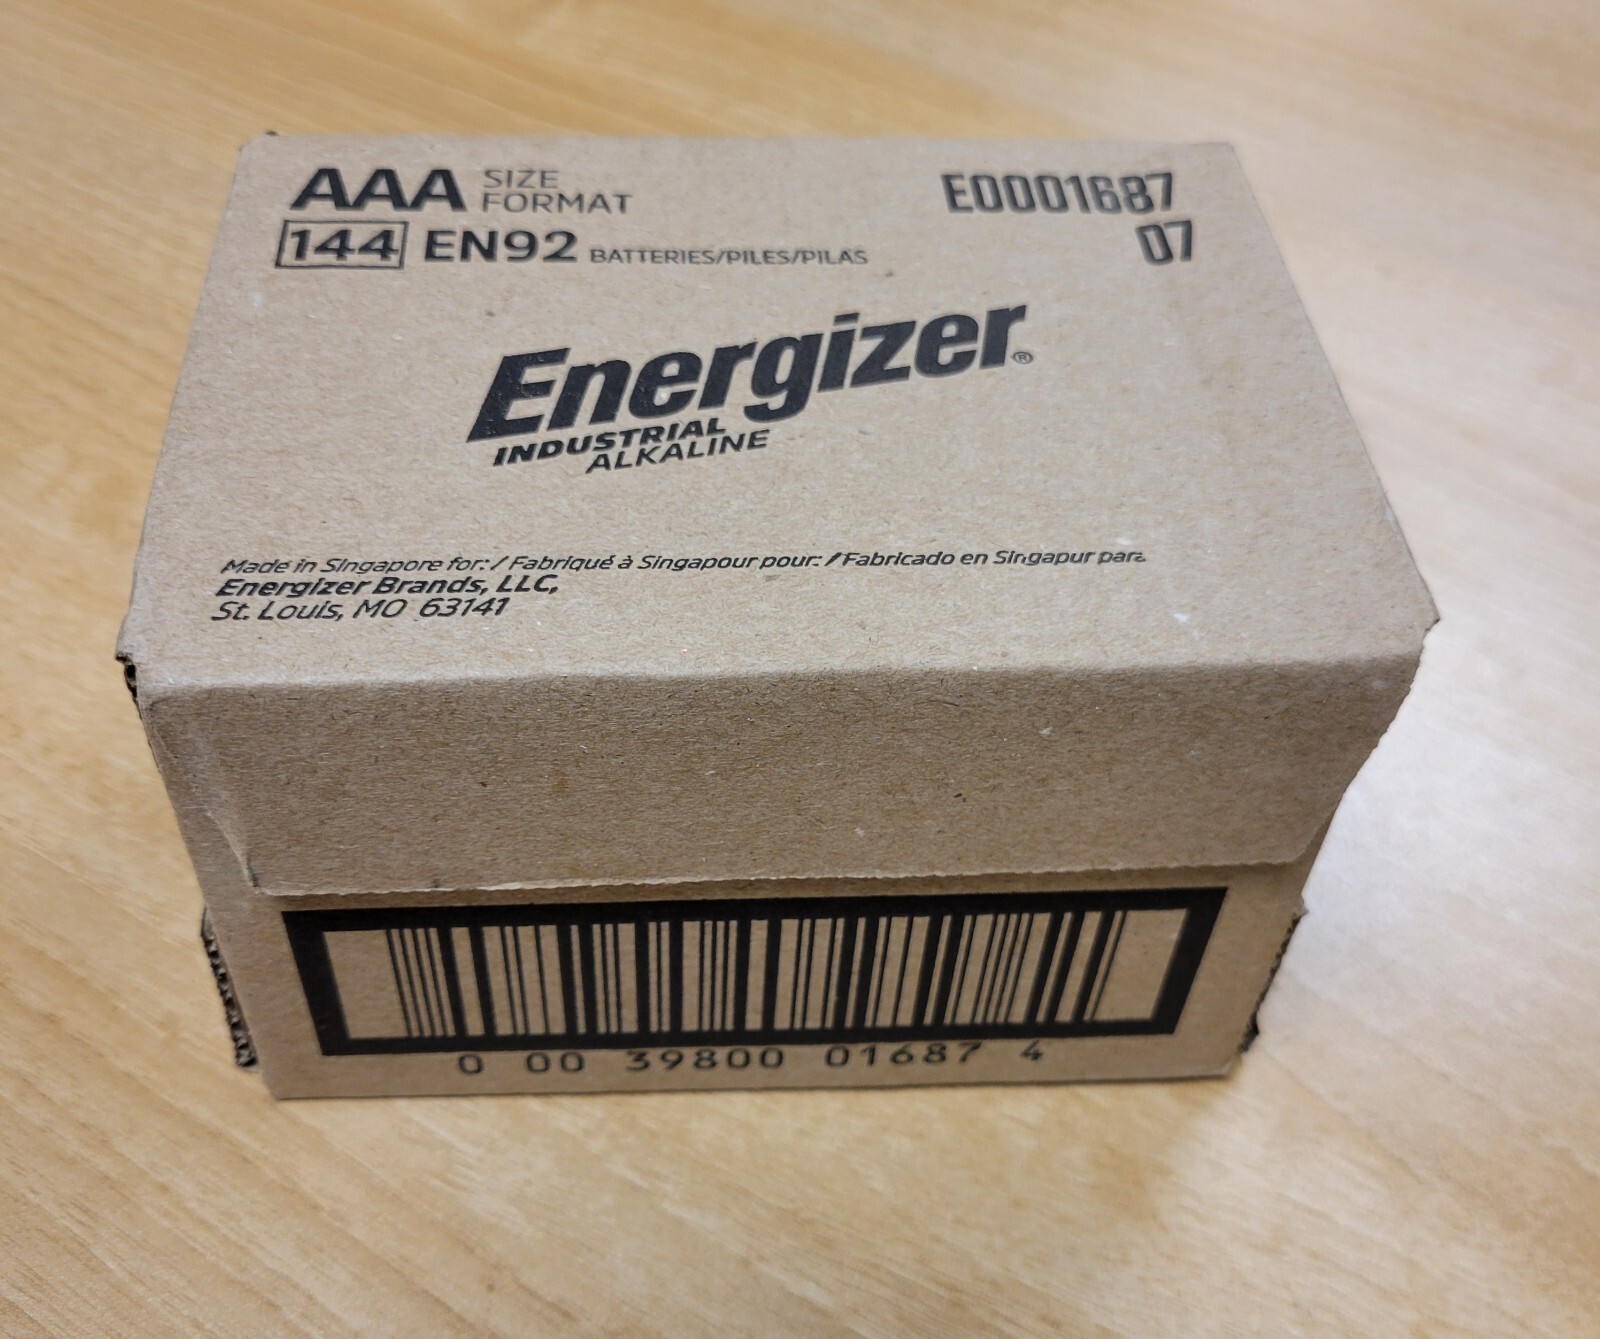 AAA SIZE
FORMAT
144 EN92 BATTERIES/PILES/PILAS
E0001687
07
Energizer®
INDUSTRIAL
ALKALINE
Made in Singapore for: / Fabriqué à Singapour pour: / Fabricado en Singapur para
Energizer Brands, LLC,
St. Louis, MO 63141
0 00 39800 01687 4